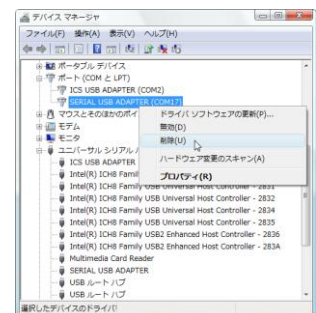 デバイス マネージャ
ファイル(F) 操作(A) 表示(V) ヘルプ(H)
ポータブル デバイス
ポート (COM と LPT)
ICS USB ADAPTER (COM2)
SERIAL USB ADAPTER (COM17)
マウスとそのほかのポイ
モデム
モニタ
ユニバーサル シリアル
ICS USB ADAPTER
Intel(R) ICH8 Famil
Intel(R) ICH8 Family USB Universal Host Controller - 2831
Intel(R) ICH8 Family USB Universal Host Controller - 2832
Intel(R) ICH8 Family USB Universal Host Controller - 2834
Intel(R) ICH8 Family USB Universal Host Controller - 2835
Intel(R) ICH8 Family USB2 Enhanced Host Controller - 2836
Intel(R) ICH8 Family USB2 Enhanced Host Controller - 283A
Multimedia Card Reader
SERIAL USB ADAPTER
USB ルート ハブ
USB ルート ハブ
ドライバ ソフトウェアの更新(P)...
無効(D)
削除(U)
ハードウェア変更のスキャン(A)
プロパティ(R)
選択したデバイスのドライバ